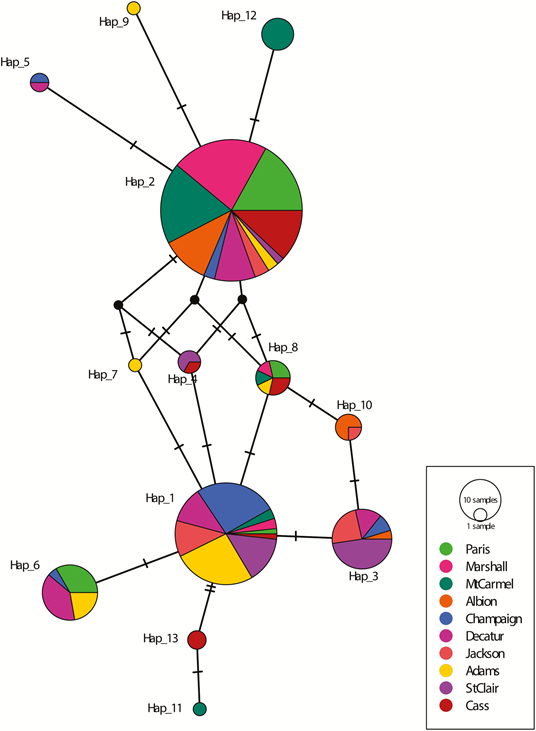 Hap_9
Hap_12
Hap_5
Hap_2
Hap_8
Hap_7
Hap_4
Hap_10
Hap_1
Hap_3
Hap_6
Hap_13
Hap_11
10 samples
1 sample
Paris
Marshall
MtCarmel
Albion
Champaign
Decatur
Jackson
Adams
StClair
Cass